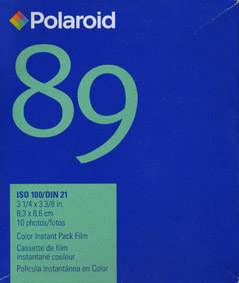 Polaroid
89
ISO 100/DIN 21
3 1/4 x 3 3/8 in.
8,3 x 8,6 cm
10 photos/fotos
Color Instant Pack Film
Cassette de film
instantané couleur
Película Instantánea en Color